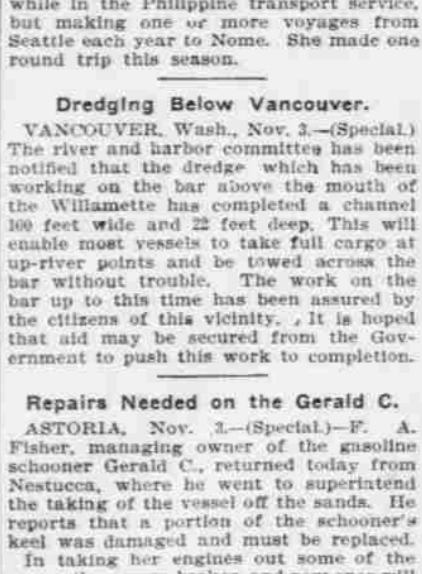 while in the Philippine transport service,
but making one or more voyages from
Seattle each year to Nome. She made one
round trip this season.
Dredging Below Vancouver.
VANCOUVER, Wash., Nov. 3.—(Special.)
The river and harbor committee has been
notified that the dredge which has been
working on the bar above the mouth of
the Willamette has completed a channel
100 feet wide and 22 feet deep. This will
enable most vessels to take full cargo at
up-river points and be towed across the
bar without trouble. The work on the
bar up to this time has been assured by
the citizens of this vicinity. , It is hoped
that aid may be secured from the Gov-
ernment to push this work to completion.
Repairs Needed on the Gerald C.
ASTORIA, Nov. 3.—(Special.)—F. A.
Fisher, managing owner of the gasoline
schooner Gerald C., returned today from
Nestucca, where he went to superintend
the taking of the vessel off the sands. He
reports that a portion of the schooner's
keel was damaged and must be replaced.
In taking her engines out some of the